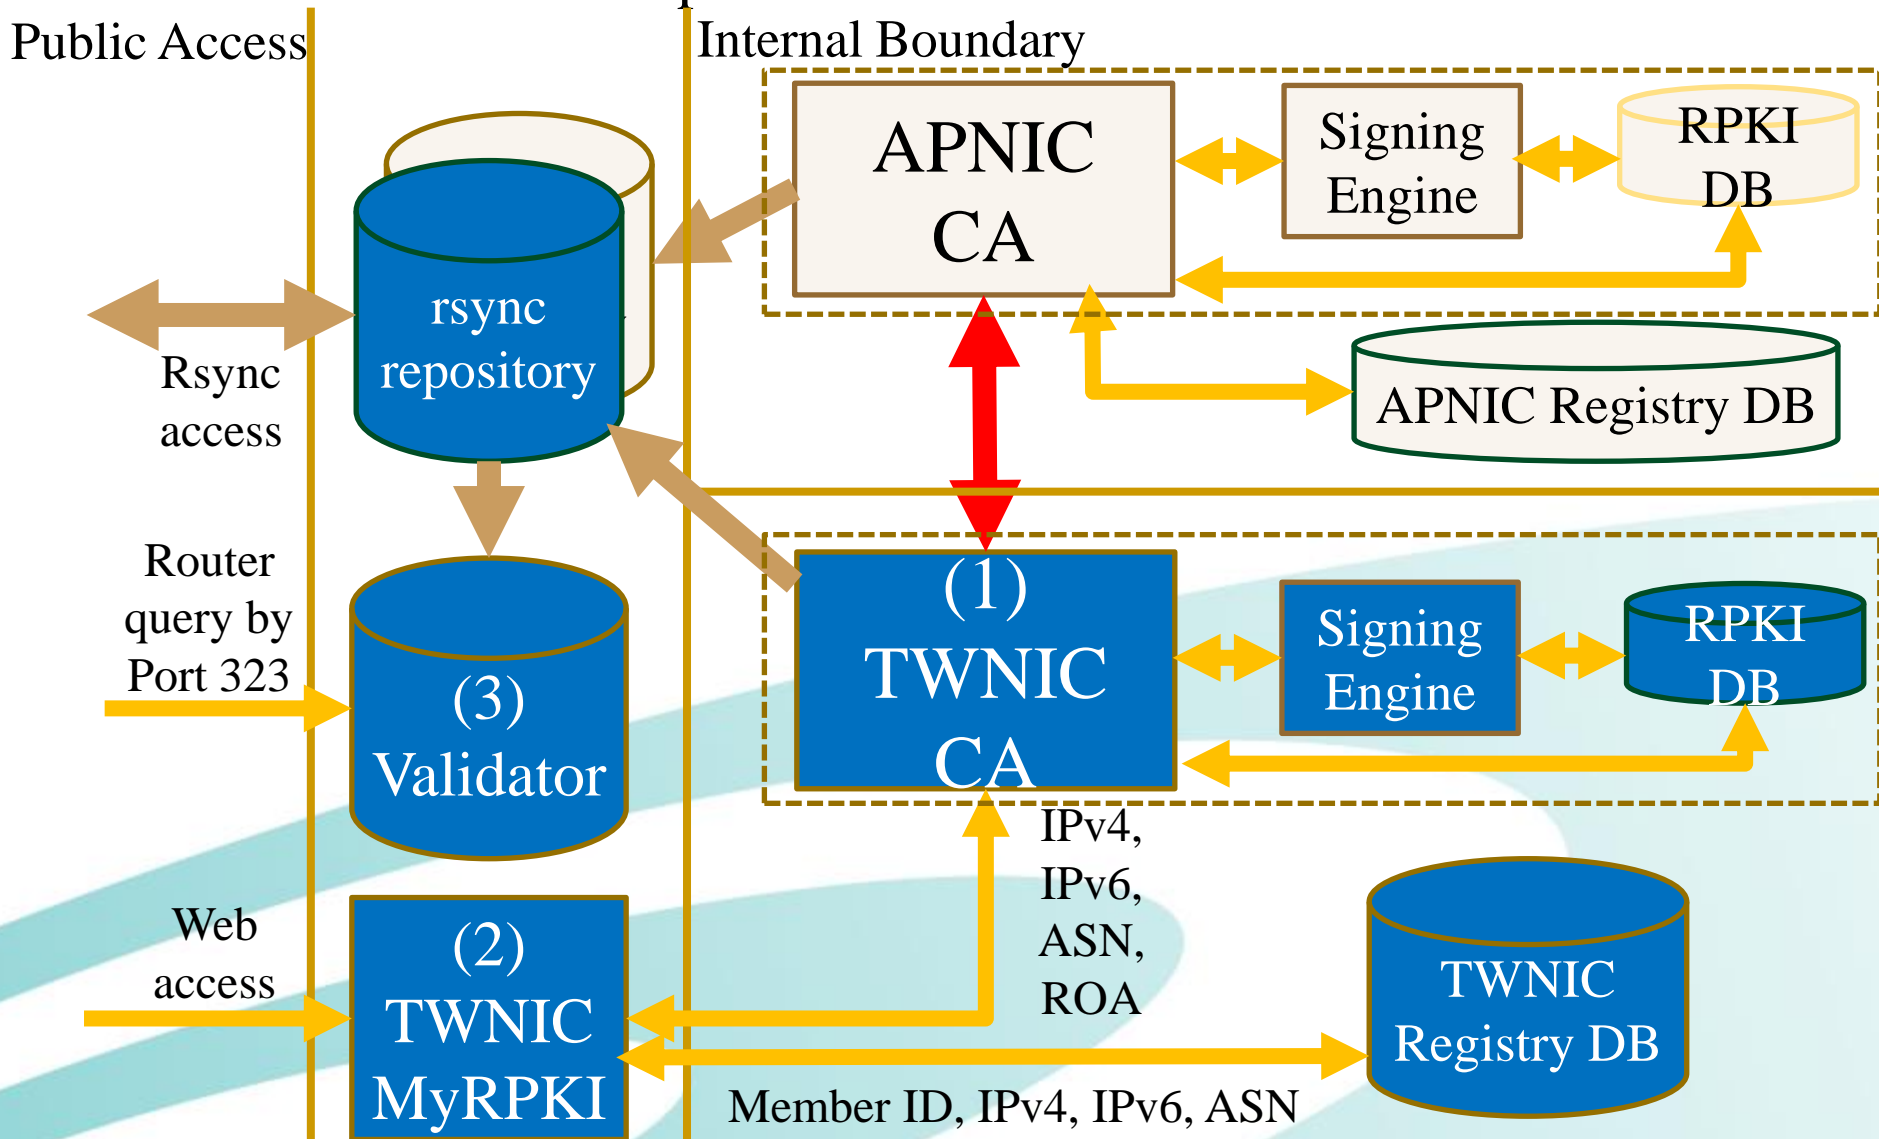 Public Access
Internal Boundary
APNIC
CA
Signing
Engine
RPKI
DB
rsync
repository
Rsync
access
APNIC Registry DB
Router
query by
Port 323
(3)
Validator
(1)
TWNIC
CA
Signing
Engine
RPKI
DB
IPv4,
IPv6,
ASN,
ROA
Web
access
(2)
TWNIC
MyRPKI
TWNIC
Registry DB
Member ID, IPv4, IPv6, ASN